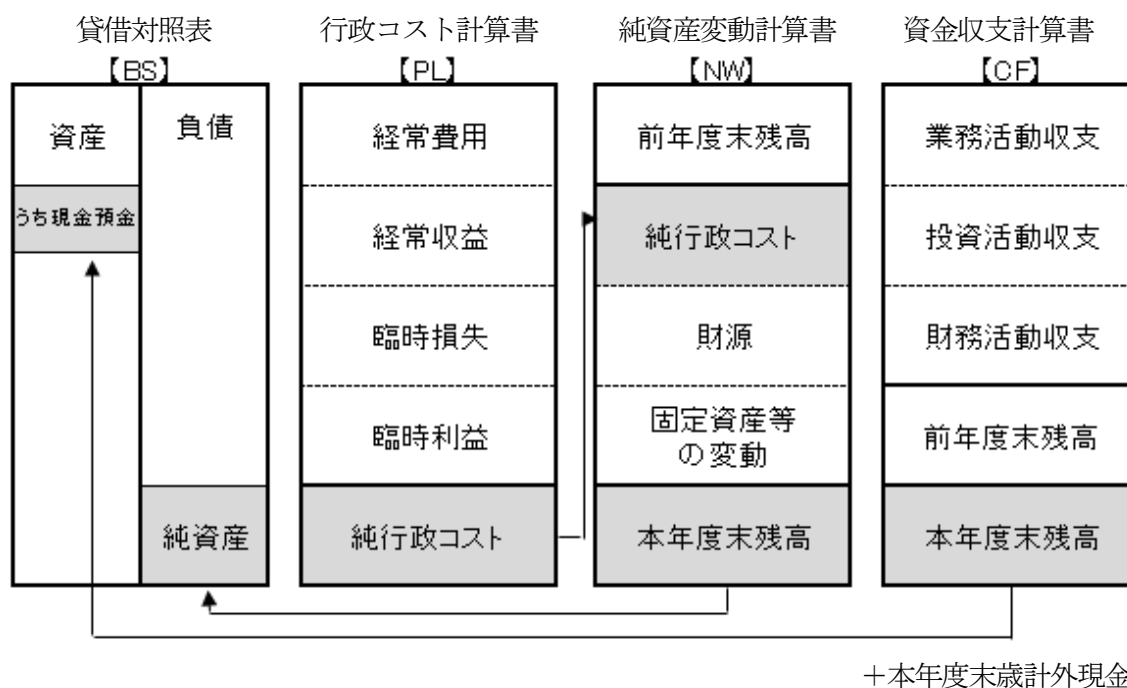 貸借対照表
【BS】
資産
負債
うち現金預金
純資産
行政コスト計算書
【PL】
経常費用
経常収益
臨時損失
臨時利益
純行政コスト
純資産変動計算書
【NW】
前年度末残高
純行政コスト
財源
固定資産等
の変動
本年度末残高
資金収支計算書
【CF】
業務活動収支
投資活動収支
財務活動収支
前年度末残高
本年度末残高
+本年度末歳計外現金